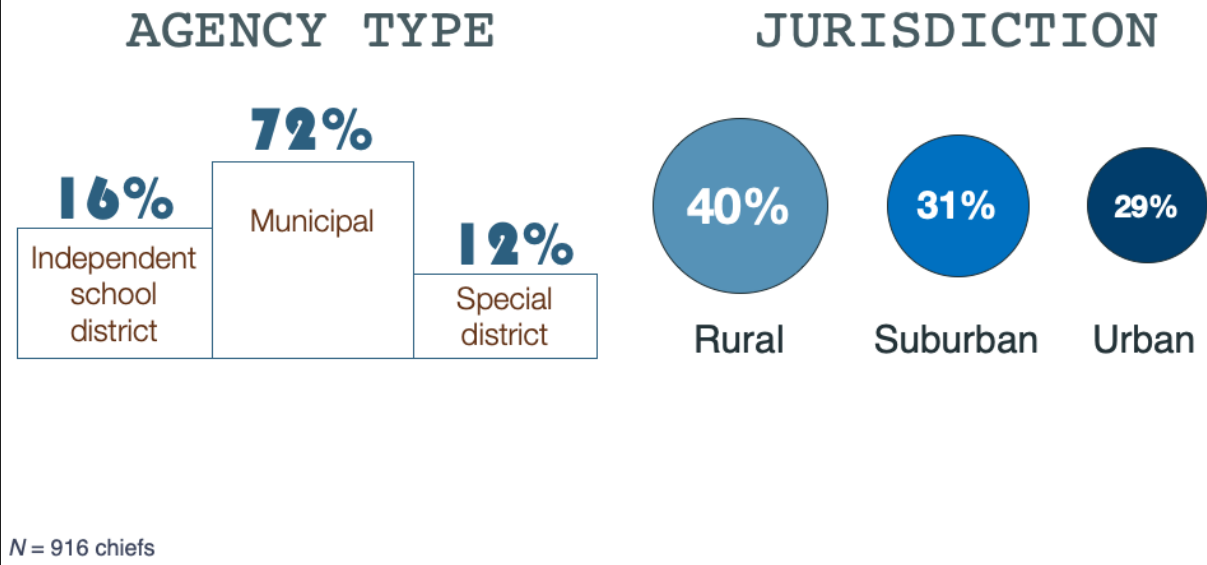 AGENCY TYPE
16%
Independent
school
district
72%
Municipal
12%
Special
district
JURISDICTION
40%
Rural
31%
Suburban
29%
Urban
N = 916 chiefs